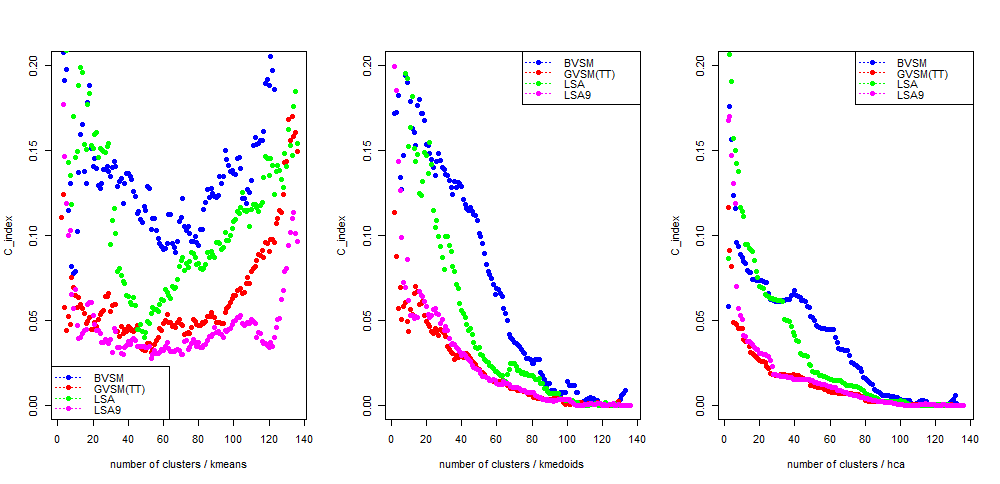 C_index
0.00
0.05
0.10
0.15
0.20
BVSM
GVSM(TT)
LSA
LSA9
0 20 40 60 80 100 120 140
number of clusters / kmeans
C_index
0.00
0.05
0.10
0.15
0.20
BVSM
GVSM(TT)
LSA
LSA9
0 20 40 60 80 100 120 140
number of clusters / kmedoids
C_index
0.00
0.05
0.10
0.15
0.20
BVSM
GVSM(TT)
LSA
LSA9
0 20 40 60 80 100 120 140
number of clusters / hca